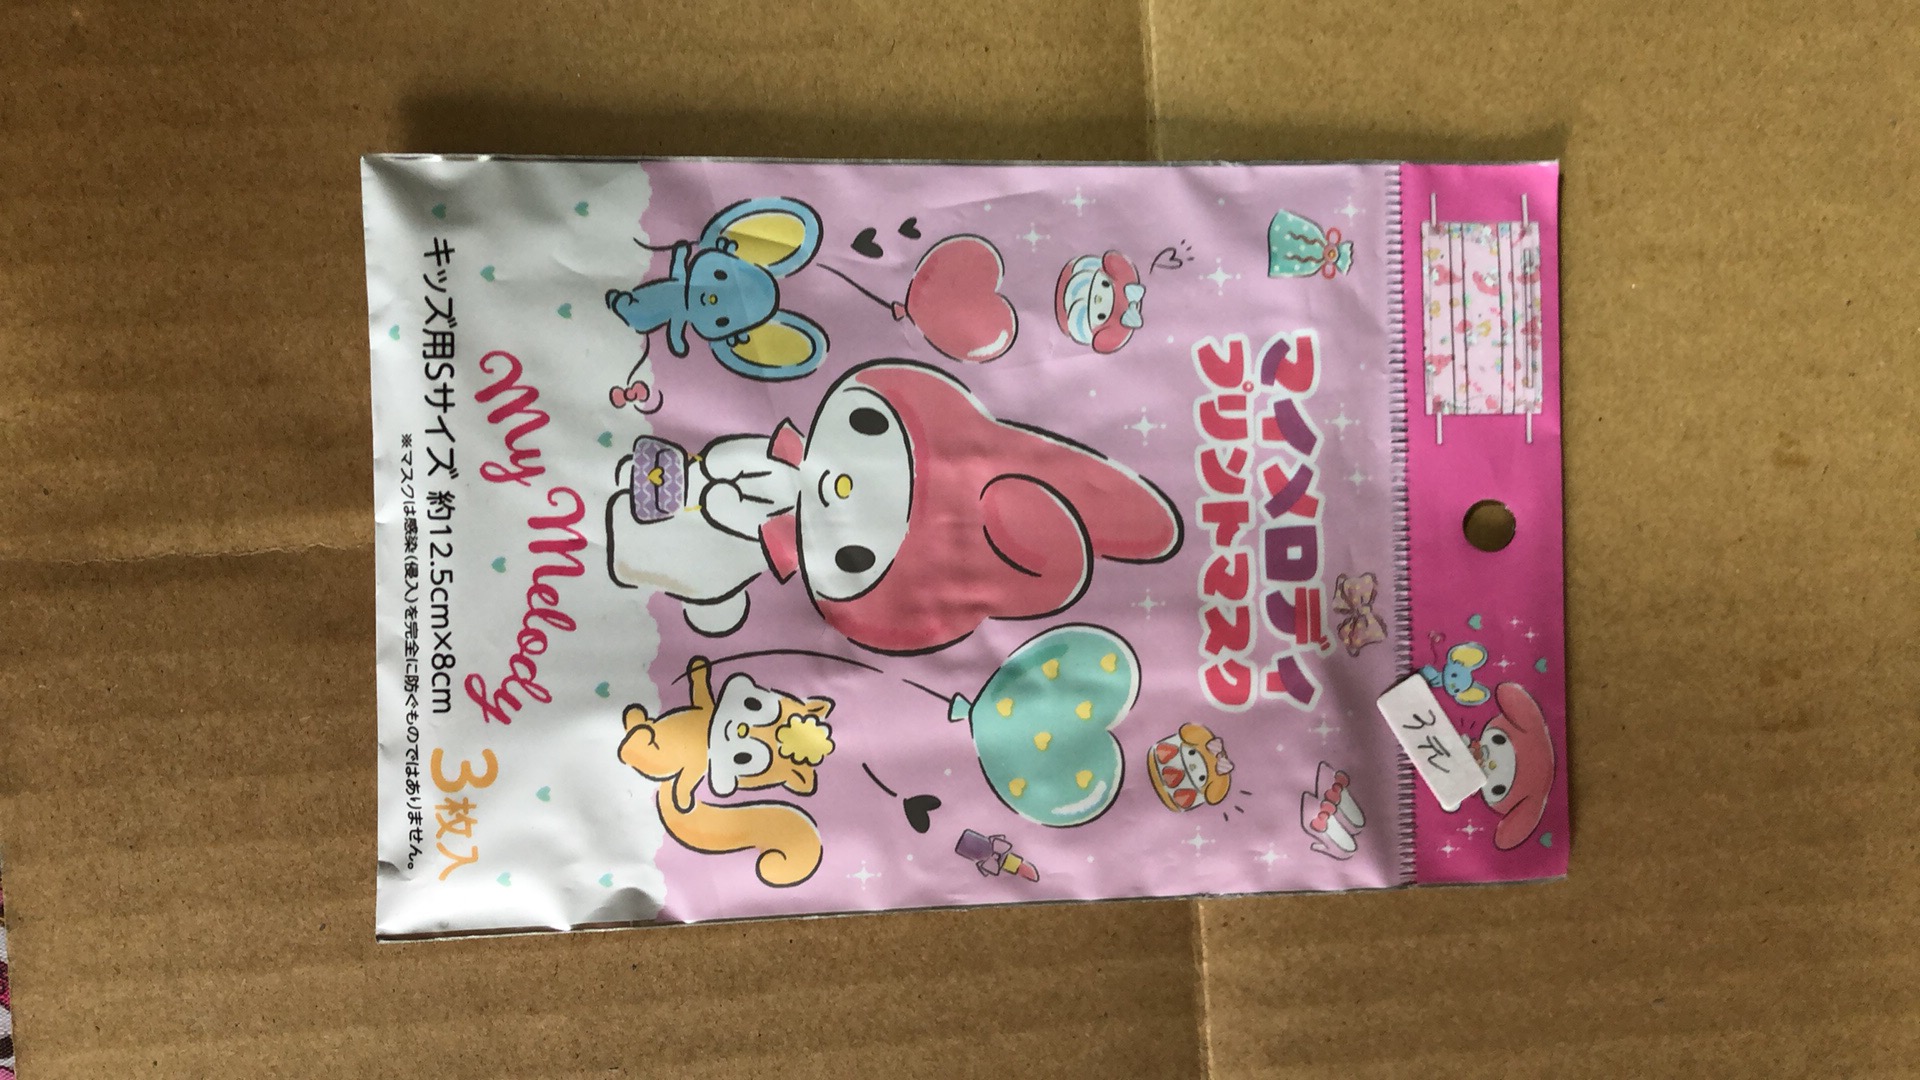 3元
マイメロディ
プリントマスク
My Melody
キッズ用Sサイズ 約12.5cm×8cm 3枚入
※マスクは感染(侵入)を完全に防ぐものではありません。